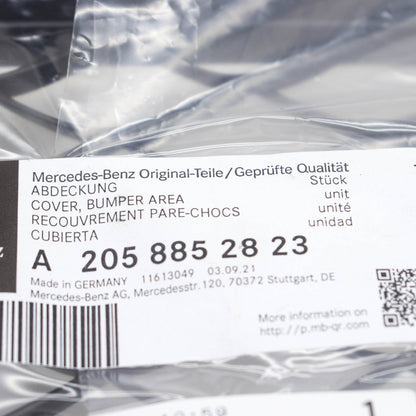 Mercedes-Benz Original-Teile/Geprüfte Qualität
ABDECKUNG Stück
COVER, BUMPER AREA unit
RECOUVREMENT PARE-CHOCS unité
CUBIERTA unidad
A 205 885 28 23
Made in GERMANY 11613049 03.09.21
Mercedes-Benz AG, Mercedesstr.120, 70372 Stuttgart, DE
More information on
http://p.mb-qr.com/
1